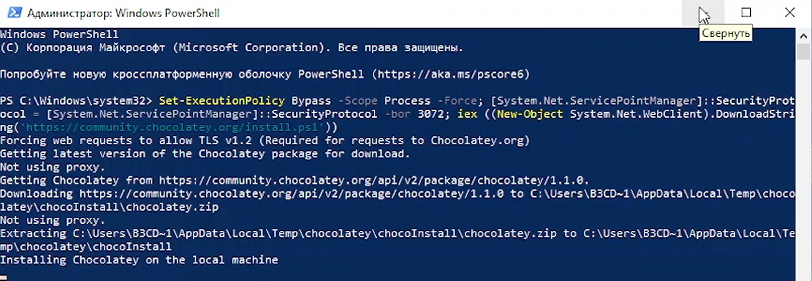 Администратор: Windows PowerShell
Свернуть
Windows PowerShell
(C) Корпорация Майкрософт (Microsoft Corporation). Все права защищены.
Попробуйте новую кроссплатформенную оболочку PowerShell (https://aka.ms/pscore6)
PS C:\Windows\system32> Set-ExecutionPolicy Bypass -Scope Process -Force; [System.Net.ServicePointManager]::SecurityProt
ocol = [System.Net.ServicePointManager]::SecurityProtocol -bor 3072; iex ((New-Object System.Net.WebClient).DownloadStri
ng('https://community.chocolatey.org/install.ps1'))
Forcing web requests to allow TLS v1.2 (Required for requests to Chocolatey.org)
Getting latest version of the Chocolatey package for download.
Not using proxy.
Getting Chocolatey from https://community.chocolatey.org/api/v2/package/chocolatey/1.1.0.
Downloading https://community.chocolatey.org/api/v2/package/chocolatey/1.1.0 to C:\Users\B3CD~1\AppData\Local\Temp\choco
latey\chocoInstall\chocolatey.zip
Not using proxy.
Extracting C:\Users\B3CD~1\AppData\Local\Temp\chocolatey\chocoInstall\chocolatey.zip to C:\Users\B3CD~1\AppData\Local\Te
mp\chocolatey\chocoInstall
Installing Chocolatey on the local machine